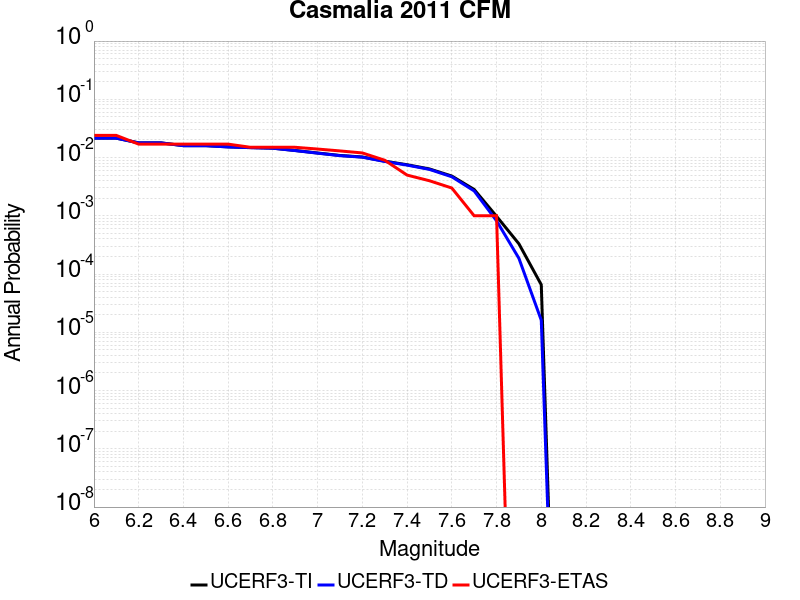 Casmalia 2011 CFM
10^0
10^-1
10^-2
10^-3
10^-4
10^-5
10^-6
10^-7
10^-8
Annual Probability
6 6.2 6.4 6.6 6.8 7 7.2 7.4 7.6 7.8 8 8.2 8.4 8.6 8.8 9
Magnitude
UCERF3-TI UCERF3-TD UCERF3-ETAS